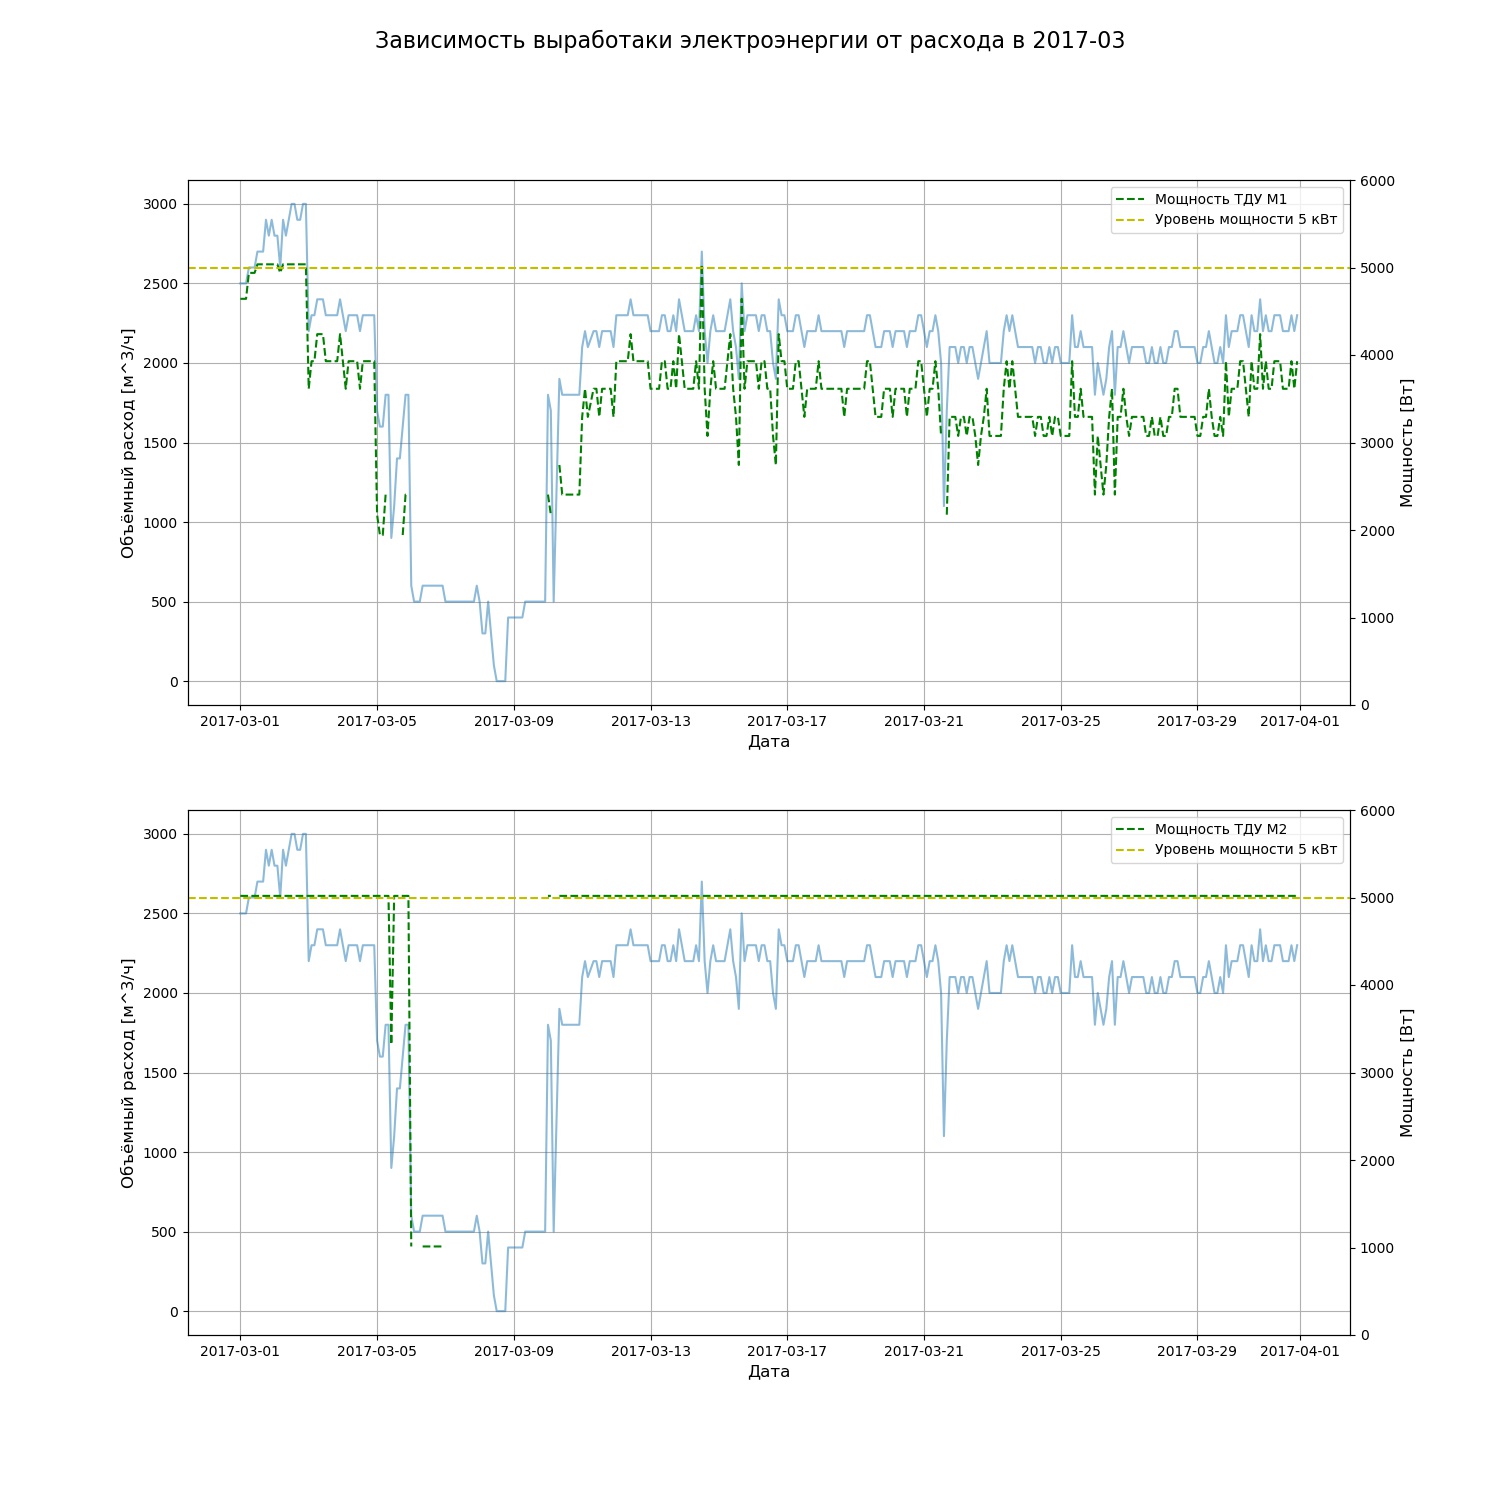 Зависимость выработаки электроэнергии от расхода в 2017-03
Мощность ТДУ М1
Уровень мощности 5 кВт
Объёмный расход [м^3/ч]
3000
2500
2000
1500
1000
500
0
6000
5000
4000
3000
2000
1000
0
Мощность [Вт]
2017-03-01 2017-03-05 2017-03-09 2017-03-13 2017-03-17 2017-03-21 2017-03-25 2017-03-29 2017-04-01
Дата
Мощность ТДУ М2
Уровень мощности 5 кВт
Объёмный расход [м^3/ч]
3000
2500
2000
1500
1000
500
0
6000
5000
4000
3000
2000
1000
0
Мощность [Вт]
2017-03-01 2017-03-05 2017-03-09 2017-03-13 2017-03-17 2017-03-21 2017-03-25 2017-03-29 2017-04-01
Дата